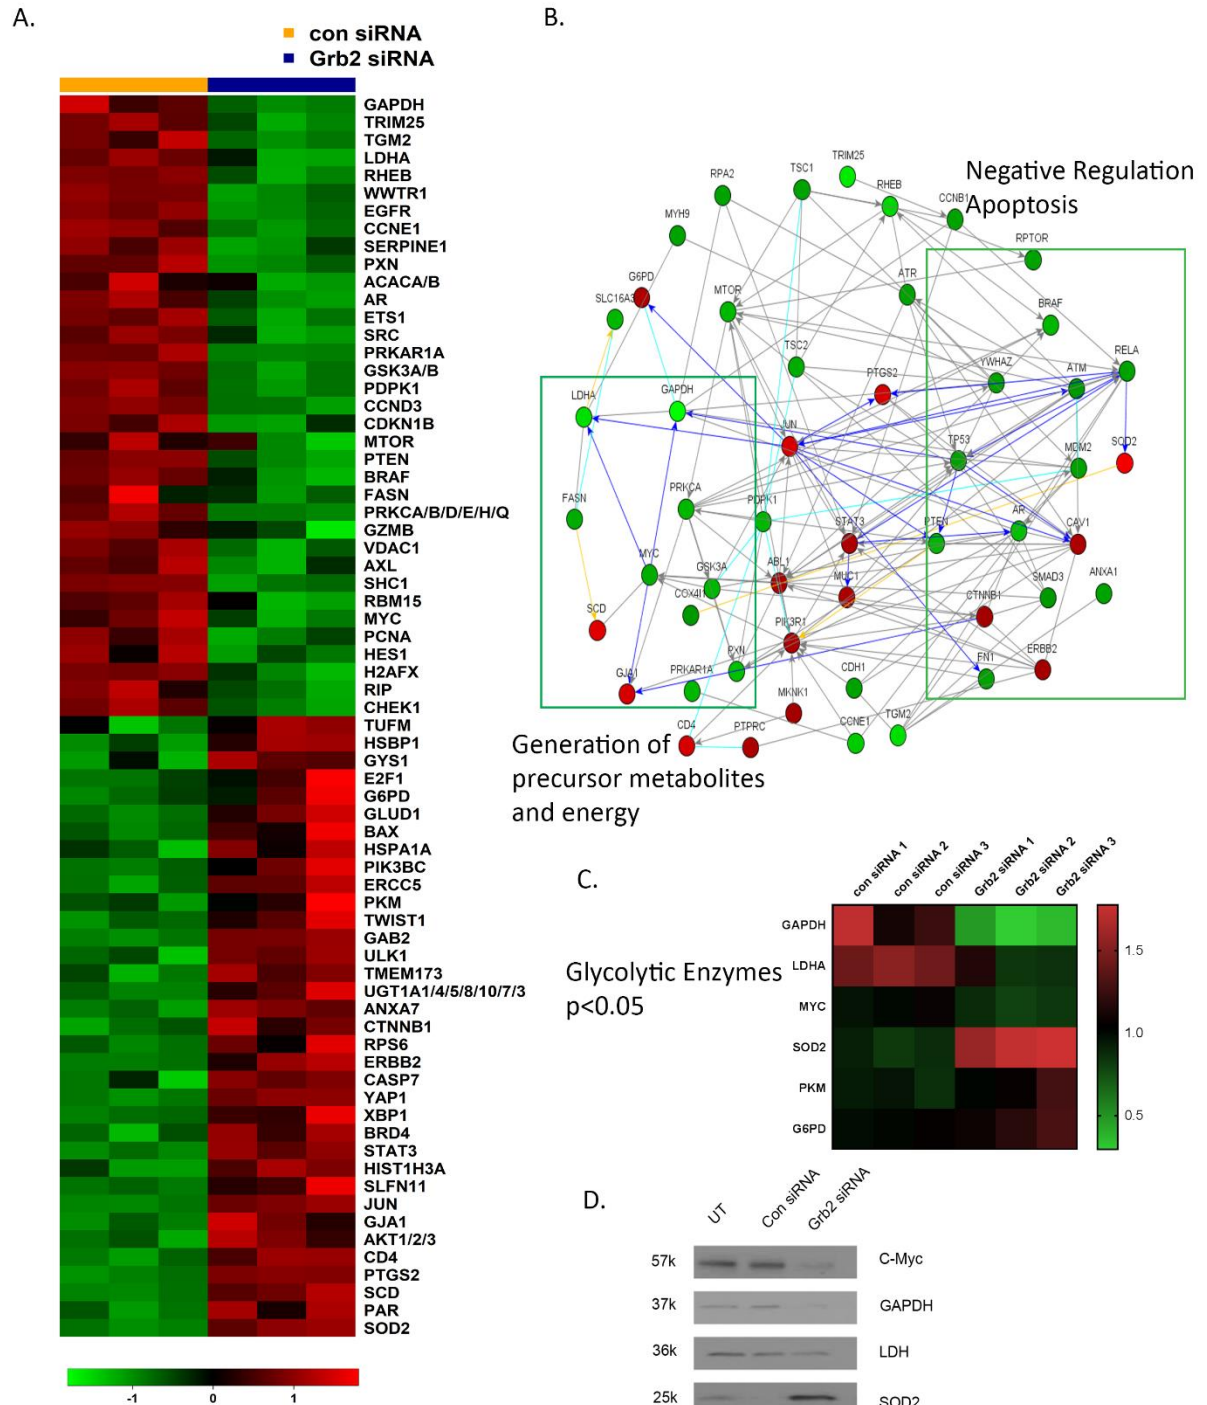 A.
con siRNA
Grb2 siRNA
GAPDH
TRIM25
TGM2
LDHA
RHEB
WWTR1
EGFR
CCNE1
SERPINE1
PXN
ACACA/B
AR
ETS1
SRC
PRKAR1A
GSK3A/B
PDPK1
CCND3
CDKN1B
MTOR
PTEN
BRAF
FASN
PRKCA/B/D/E/H/Q
GZMB
VDAC1
AXL
SHC1
RBM15
MYC
PCNA
HES1
H2AFX
RIP
CHEK1
TUFM
HSBP1
GYS1
E2F1
G6PD
GLUD1
BAX
HSPA1A
PIK3BC
ERCC5
PKM
TWIST1
GAB2
ULK1
TMEM173
UGT1A1/4/5/8/10/7/3
ANXA7
CTNNB1
RPS6
ERBB2
CASP7
YAP1
XBP1
BRD4
STAT3
HIST1H3A
SLFN11
JUN
GJA1
AKT1/2/3
CD4
PTGS2
SCD
PAR
SOD2
-1 0 1
B.
Negative Regulation
Apoptosis
TRIM25
TSC1
RPA2
RHEB
CCNB1
MYH9
RPTOR
G6PD
ATR
SLC16A3
MTOR
BRAF
TSC2
YWHAZ
RELA
PTGS2
ATM
LDHA
GAPDH
UN
TP53
MDM2
SOD2
PRKCA
FASN
PDPK1
STAT3
PTEN
AR
CAV1
MYC
GSK3A
ABL1
MUC1
SMAD3
ANXA1
COX4I1
CTNNB1
SCD
PIK3R1
PXN
ERBB2
GJA1
PRKAR1A
CDH1
FN1
MKNK1
CD4
PTPRC
CCNE1
TGM2
Generation of
precursor metabolites
and energy
C.
con siRNA 1
con siRNA 2
con siRNA 3
Grb2 siRNA 1
Grb2 siRNA 2
Grb2 siRNA 3
GAPDH
LDHA
MYC
SOD2
PKM
G6PD
1.5
1.0
0.5
Glycolytic Enzymes
p<0.05
D.
UT
Con siRNA
Grb2 siRNA
57k C-Myc
37k GAPDH
36k LDH
25k SOD2